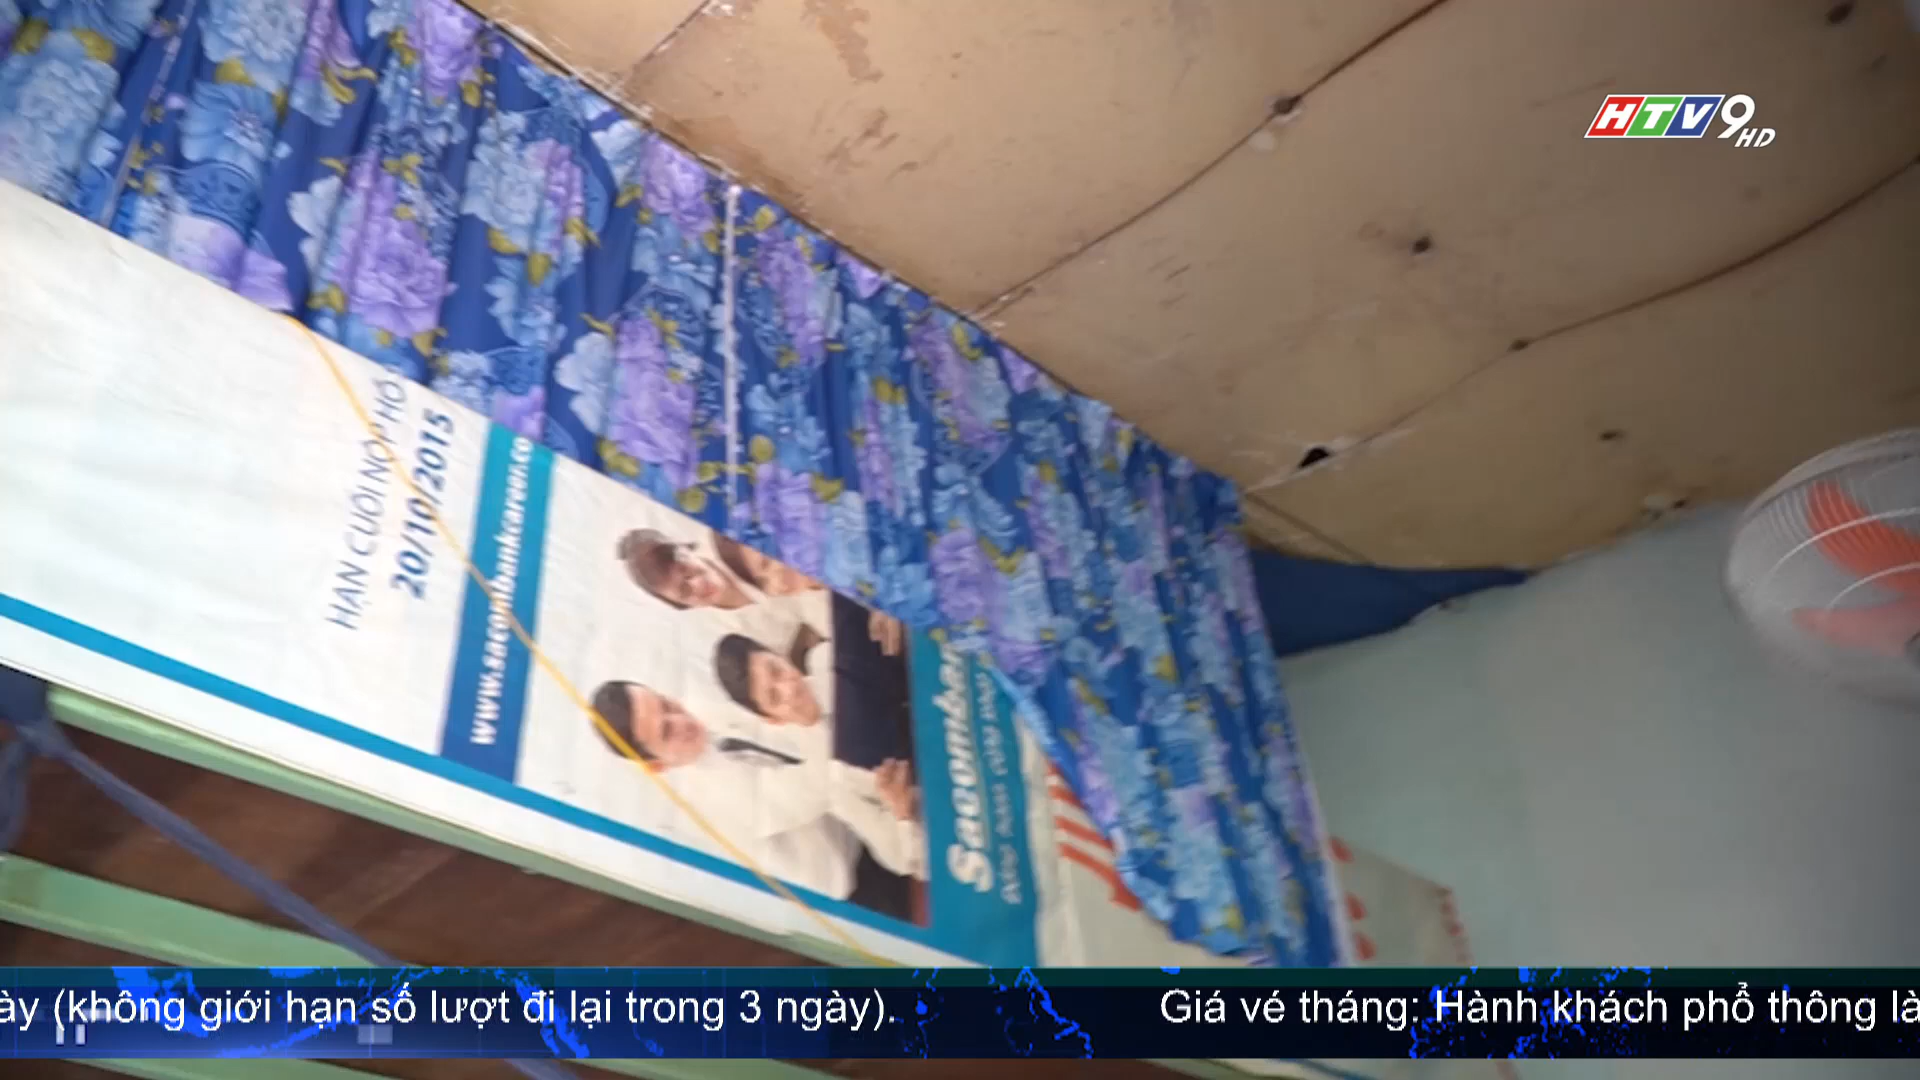 HTV9 HD
HẠN CUỐI NỘP HỒ
20/10/2015
www.sacombankcareer.co
Sacomban
ày (không giới hạn số lượt đi lại trong 3 ngày).
Giá vé tháng: Hành khách phổ thông là